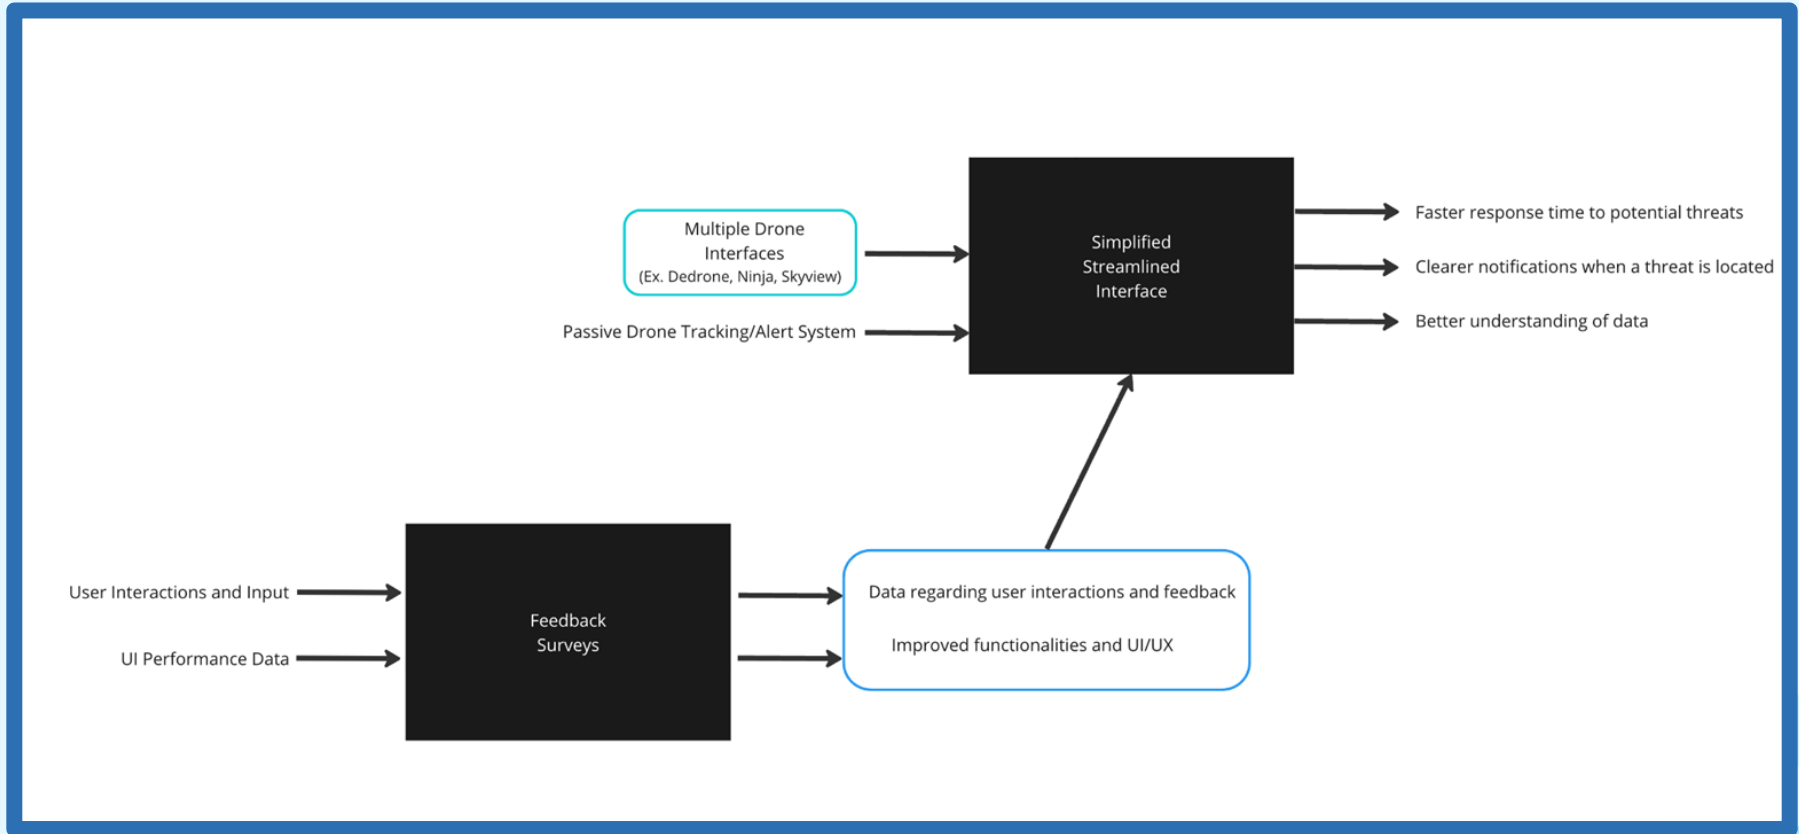 Multiple Drone
Interfaces
(Ex. Dedrone, Ninja, Skyview)
Passive Drone Tracking/Alert System
Simplified
Streamlined
Interface
Faster response time to potential threats
Clearer notifications when a threat is located
Better understanding of data
User Interactions and Input
UI Performance Data
Feedback
Surveys
Data regarding user interactions and feedback
Improved functionalities and UI/UX